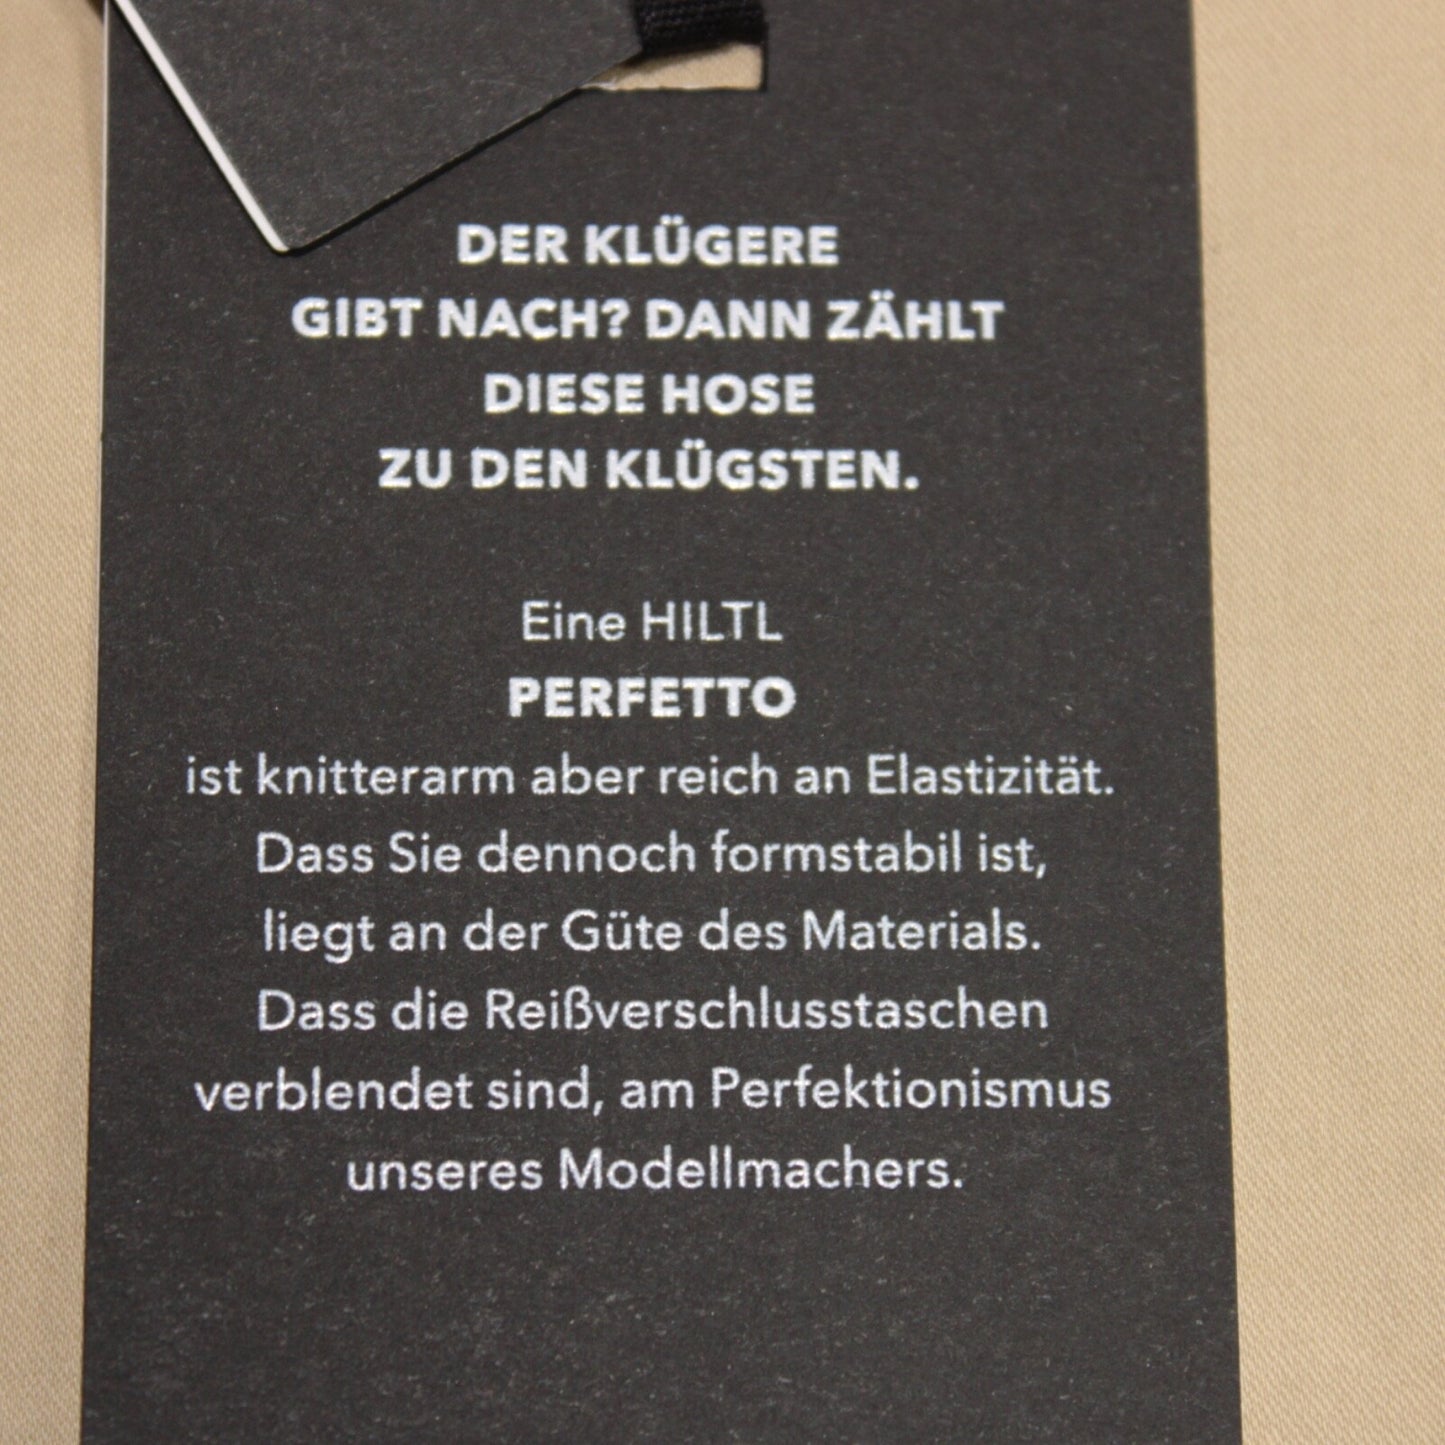 DER KLÜGERE
GIBT NACH? DANN ZÄHLT
DIESE HOSE
ZU DEN KLÜGSTEN.
Eine HILTL
PERFETTO
ist knitterarm aber reich an Elastizität.
Dass Sie dennoch formstabil ist,
liegt an der Güte des Materials.
Dass die Reißverschlusstaschen
verblendet sind, am Perfektionismus
unseres Modellmachers.